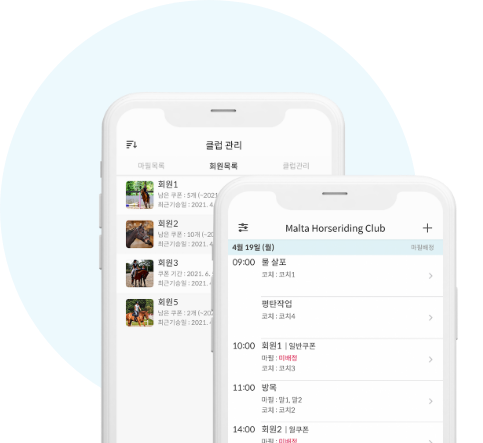 클럽 관리
마필목록 회원목록 클럽관리
회원1
남은 쿠폰 : 5개 (~2021
최근기승일 : 2021. 4
회원2
남은 쿠폰 : 10개 (~20
최근기승일 : 2021. 4
회원3
쿠폰 기간 : 2021. 6.
최근기승일 : 2021.
회원5
남은 쿠폰 : 2개 (~20
최근기승일 : 2021.
Malta Horseriding Club
4월 19일 (월) 마필배정
09:00 물 살포
코치 : 코치1
평탄작업
코치 : 코치4
10:00 회원1 | 일반쿠폰
마필 : 미배정
코치 : 코치3
11:00 방목
마필 : 말1, 말2
코치 : 코치2
14:00 회원2 | 월쿠폰
마필 : 미배정